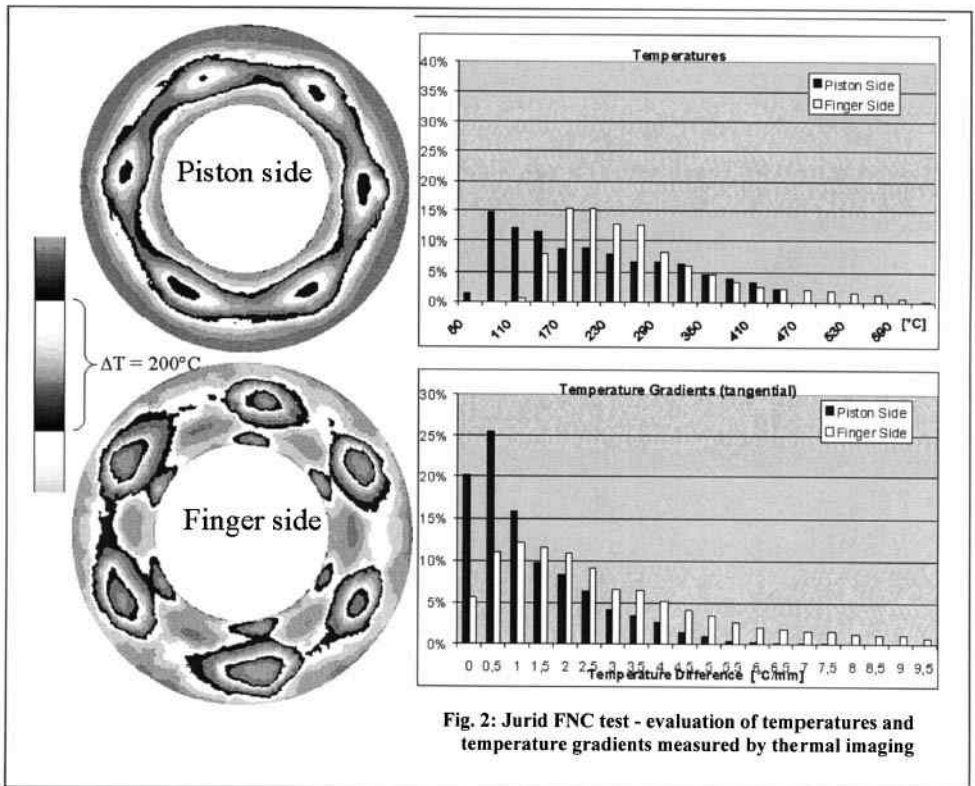 Piston side
ΔT = 200°C
Finger side
Temperatures
40%
35%
30%
25%
20%
15%
10%
5%
0%
Piston Side
Finger Side
110
170
230
290
350
410
470
530
590
[°C]
Temperature Gradients (tangential)
30%
25%
20%
15%
10%
5%
0%
Piston Side
Finger Side
0 0,5 1 1,5 2 2,5 3 3,5 4 4,5 5 5,5 6 6,5 7 7,5 8 8,5 9 9,5
Temperature Difference [°C/mm]
Fig. 2: Jurid FNC test - evaluation of temperatures and
temperature gradients measured by thermal imaging